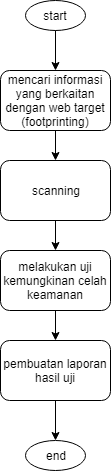 start
mencari informasi
yang berkaitan
dengan web target
(footprinting)
scanning
melakukan uji
kemungkinan celah
keamanan
pembuatan laporan
hasil uji
end